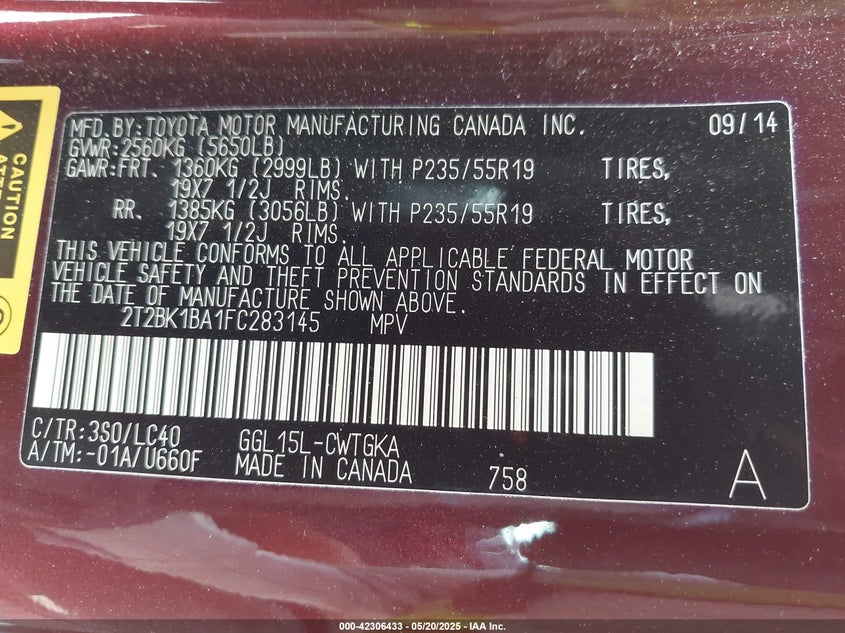 MFD.BY:TOYOTA MOTOR MANUFACTURING CANADA INC. 09/14
GVWR:2560KG (5650LB)
GAWR:FRT. 1360KG (2999LB) WITH P235/55R19 TIRES,
19X7 1/2J RIMS.
RR. 1385KG (3056LB) WITH P235/55R19 TIRES,
19X7 1/2J RIMS.
THIS VEHICLE CONFORMS TO ALL APPLICABLE FEDERAL MOTOR
VEHICLE SAFETY AND THEFT PREVENTION STANDARDS IN EFFECT ON
THE DATE OF MANUFACTURE SHOWN ABOVE.
2T2BK1BA1FC283145 MPV
C/TR:3S0/LC40 GGL15L-CWTGKA
A/TM:-01A/U660F MADE IN CANADA 758 A
000-42306433 - 05/20/2025 - IAA Inc.